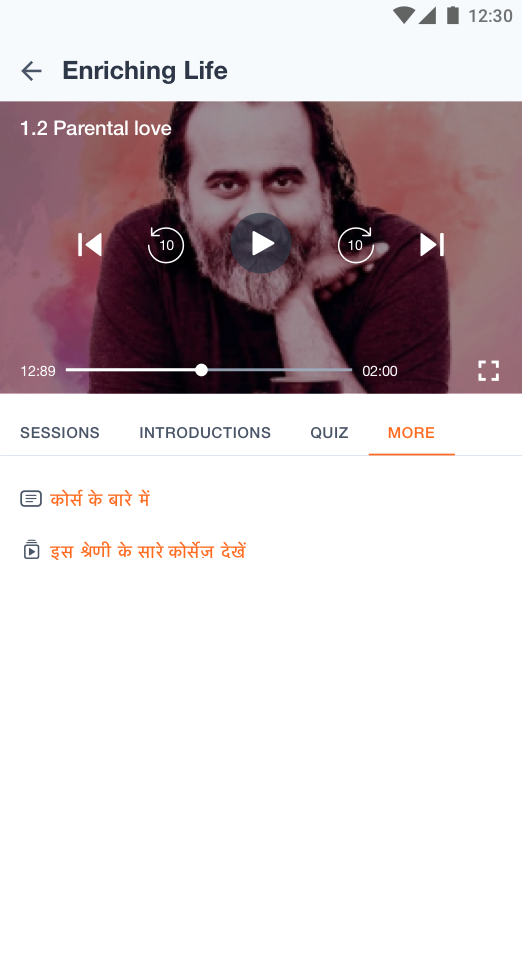 12:30
Enriching Life
1.2 Parental love
10 10
12:89 02:00
SESSIONS INTRODUCTIONS QUIZ MORE
कोर्स के बारे में
इस श्रेणी के सारे कोर्सेज़ देखें